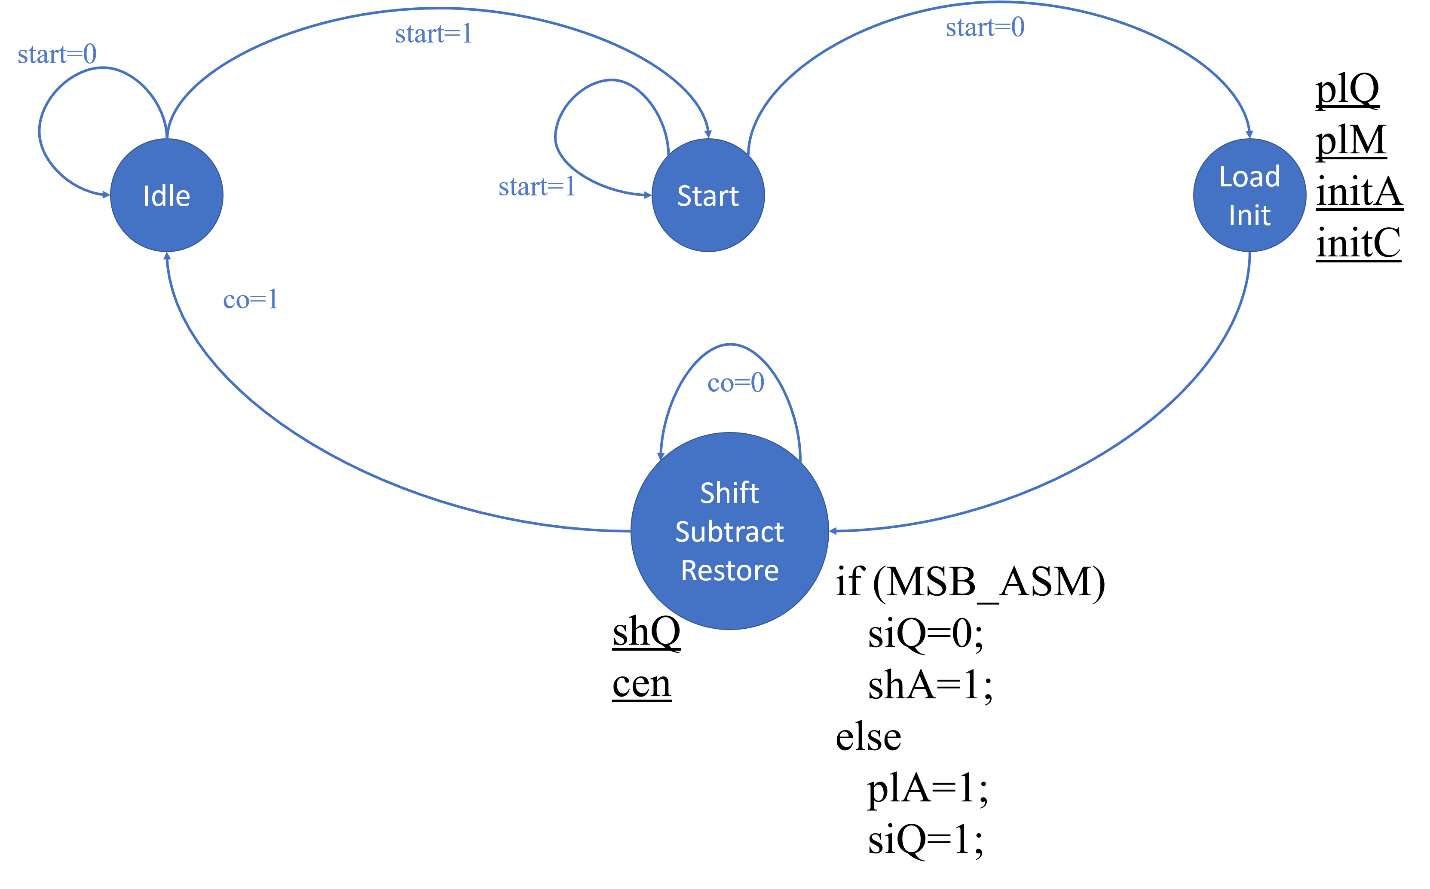 start=0
start=1
start=0
Idle
start=1
Start
Load
Init
plQ
plM
initA
initC
co=1
co=0
Shift
Subtract
Restore
shQ
cen
if (MSB_ASM)
siQ=0;
shA=1;
else
plA=1;
siQ=1;